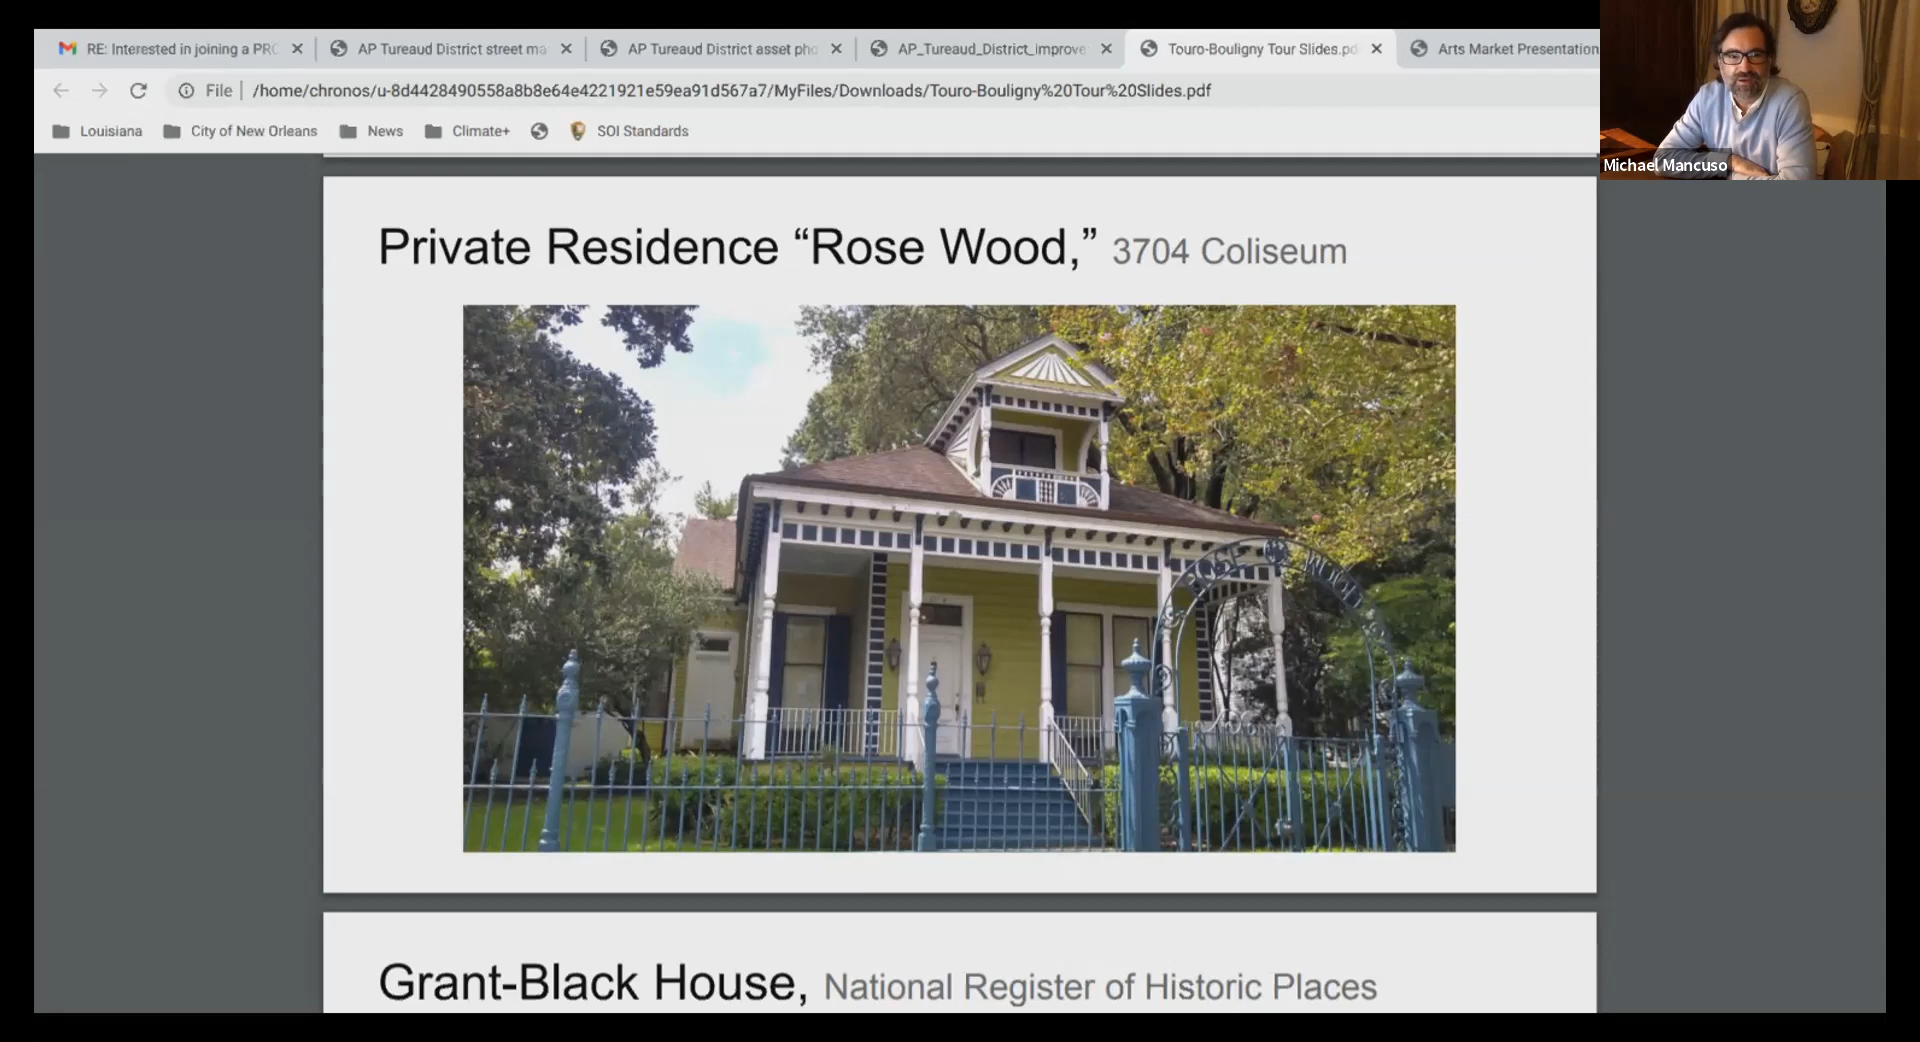 RE: Interested in joining a PRC
AP Tureaud District street ma
AP Tureaud District asset pho
AP_Tureaud_District_improve
Touro-Bouligny Tour Slides.pd
Arts Market Presentation
File
/home/chronos/u-8d4428490558a8b8e64e4221921e59ea91d567a7/MyFiles/Downloads/Touro-Bouligny%20Tour%20Slides.pdf
Louisiana
City of New Orleans
News
Climate+
SOI Standards
Michael Mancuso
Private Residence “Rose Wood,” 3704 Coliseum
ROSE WOOD
Grant-Black House, National Register of Historic Places